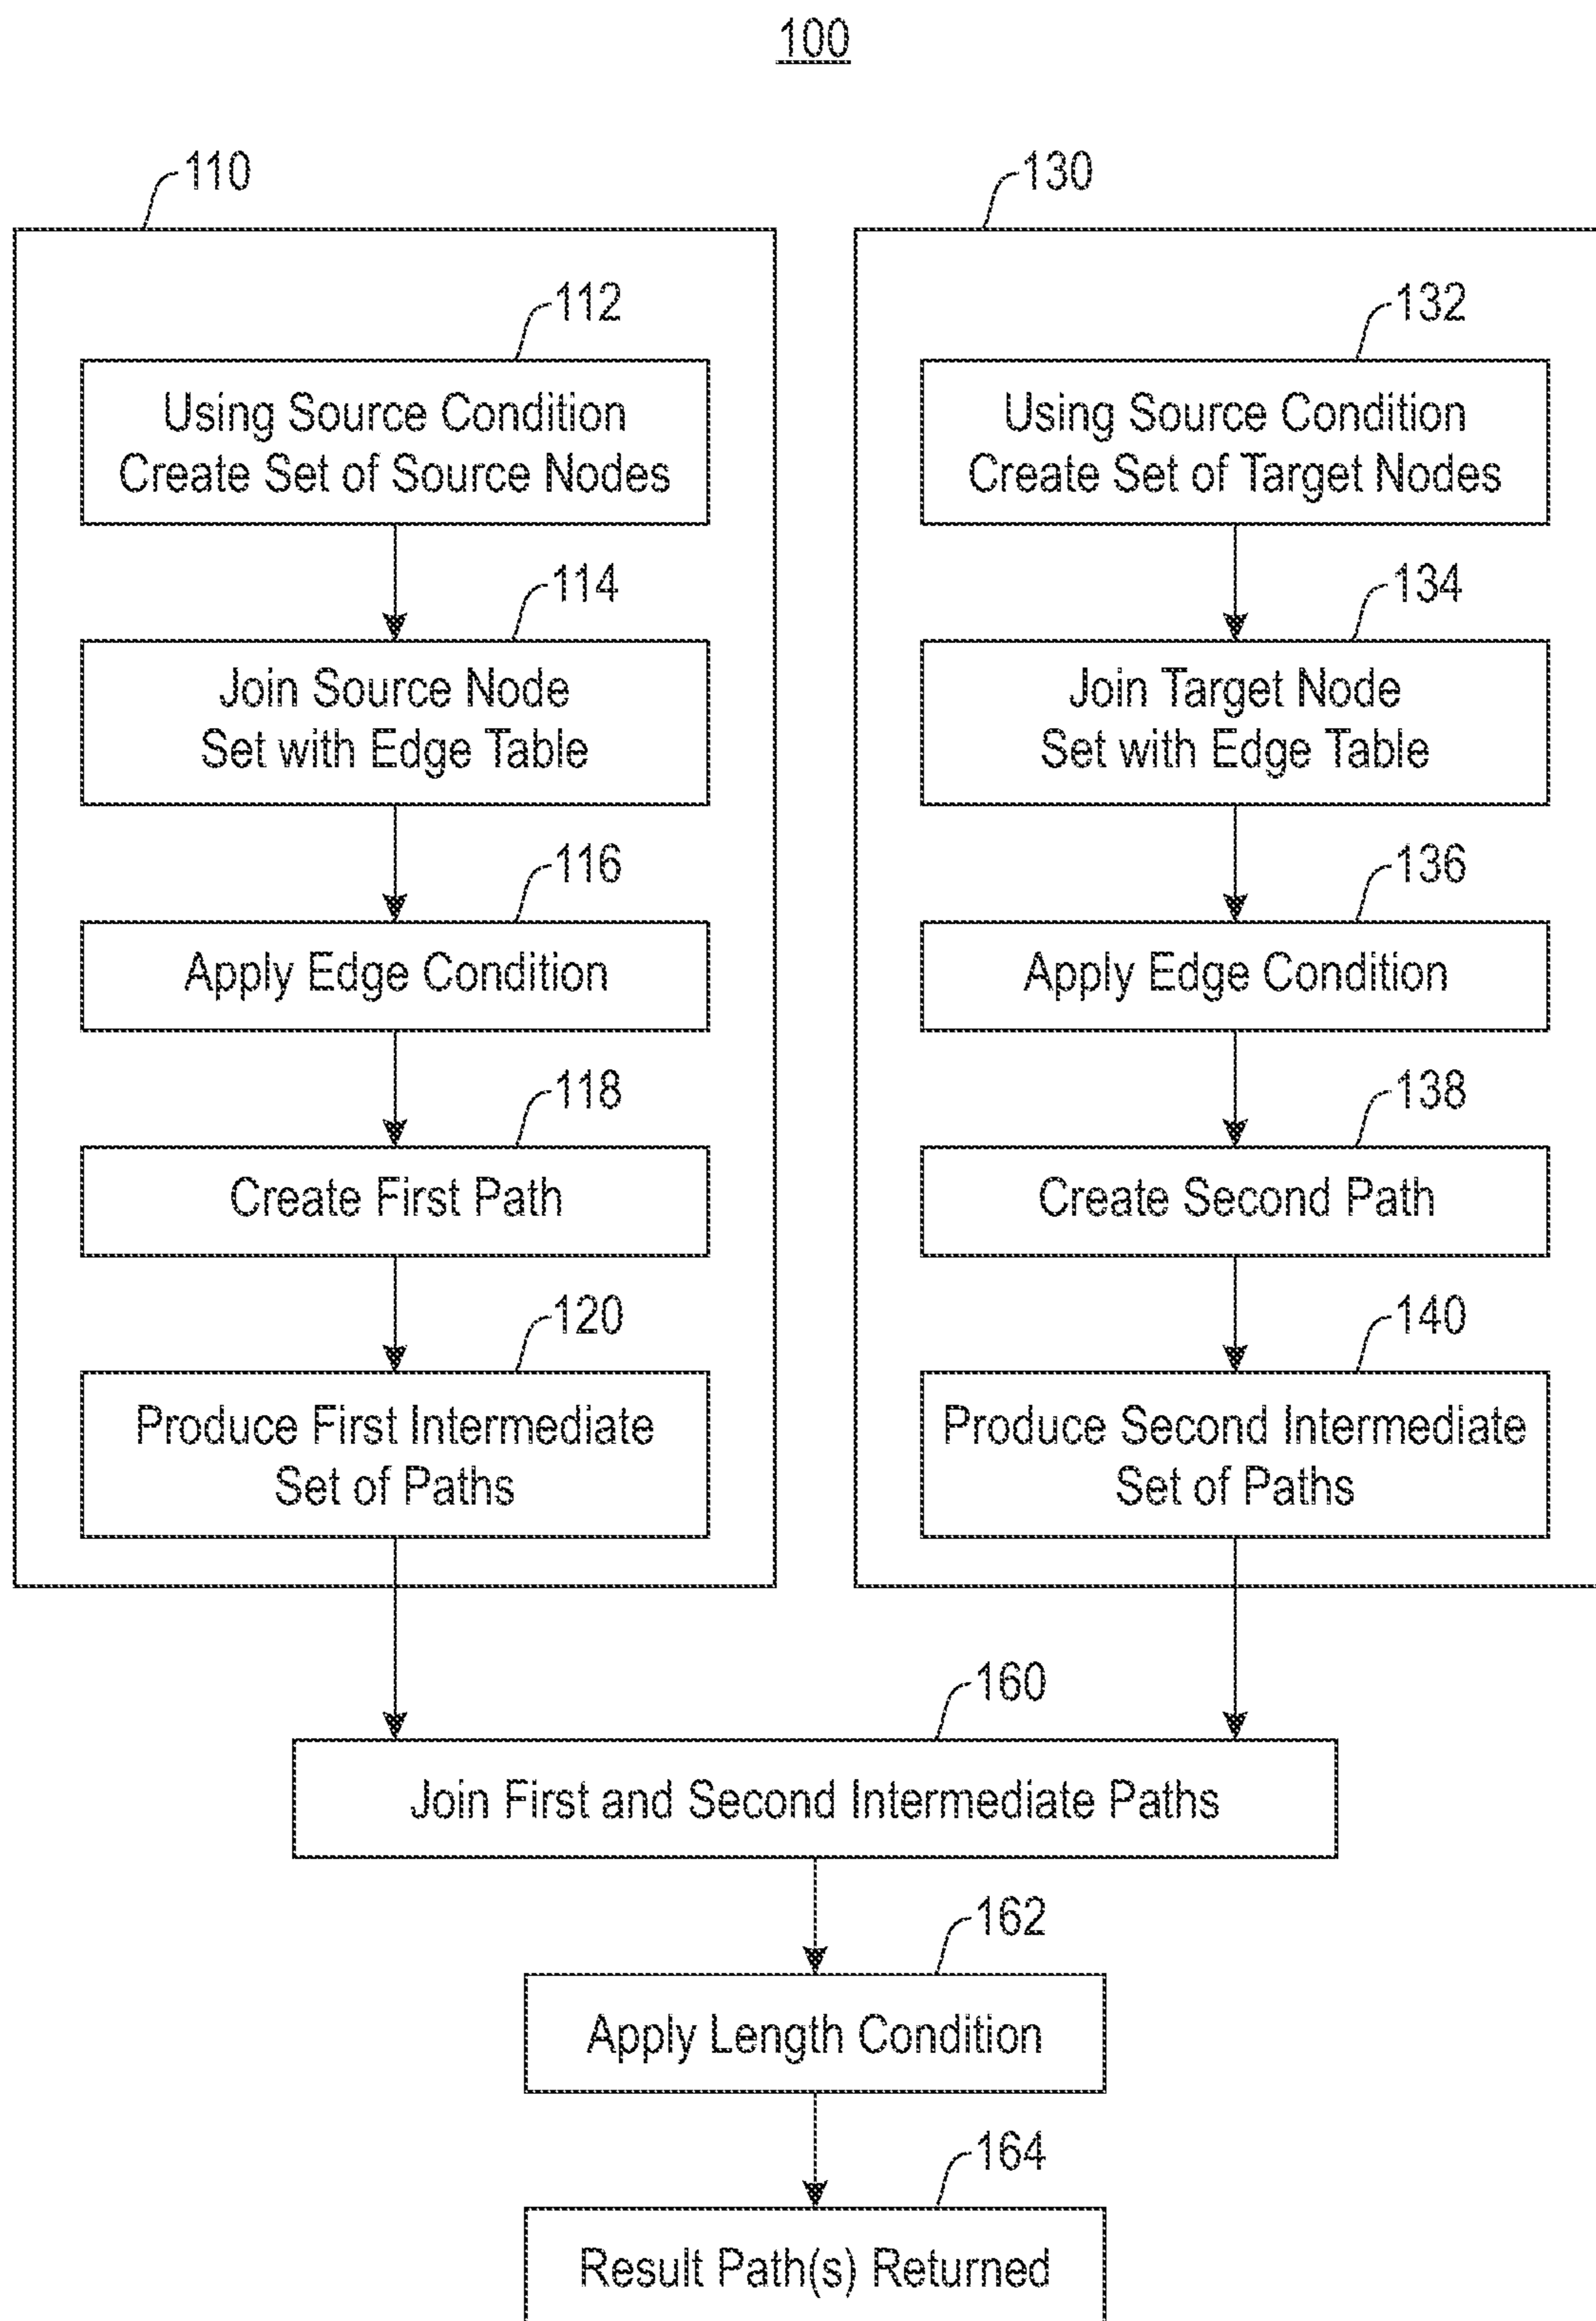 100
110
112
Using Source Condition
Create Set of Source Nodes
114
Join Source Node
Set with Edge Table
116
Apply Edge Condition
118
Create First Path
120
Produce First Intermediate
Set of Paths
130
132
Using Source Condition
Create Set of Target Nodes
134
Join Target Node
Set with Edge Table
136
Apply Edge Condition
138
Create Second Path
140
Produce Second Intermediate
Set of Paths
160
Join First and Second Intermediate Paths
162
Apply Length Condition
164
Result Path(s) Returned